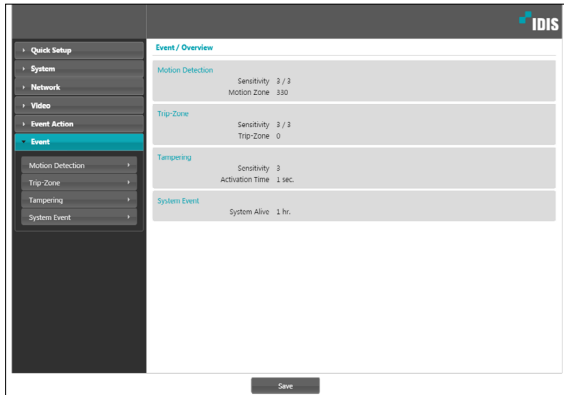 IDIS
Quick Setup
System
Network
Video
Event Action
Event
Motion Detection
Trip-Zone
Tampering
System Event
Event / Overview
Motion Detection
Sensitivity 3 / 3
Motion Zone 330
Trip-Zone
Sensitivity 3 / 3
Trip-Zone 0
Tampering
Sensitivity 3
Activation Time 1 sec.
System Event
System Alive 1 hr.
Save